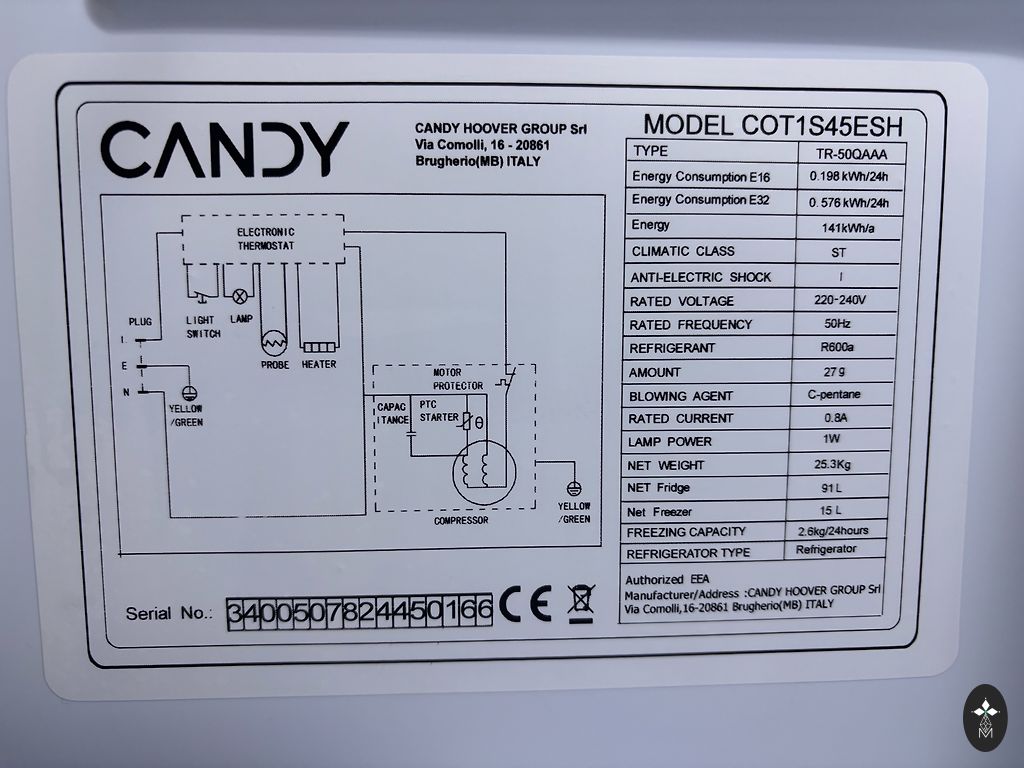 CANDY
CANDY HOOVER GROUP Srl
Via Comolli, 16 - 20861
Brugherio(MB) ITALY
ELECTRONIC
THERMOSTAT
LIGHT
SWITCH
LAMP
PROBE
HEATER
PLUG
L
E
N
YELLOW
/GREEN
MOTOR
PROTECTOR
CAPAC
ITANCE
PTC
STARTER
θ
COMPRESSOR
YELLOW
/GREEN
Serial No.: 3400507824450166
CE
MODEL COT1S45ESH
TYPE TR-50QAAA
Energy Consumption E16 0.198 kWh/24h
Energy Consumption E32 0.576 kWh/24h
Energy 141kWh/a
CLIMATIC CLASS ST
ANTI-ELECTRIC SHOCK I
RATED VOLTAGE 220-240V
RATED FREQUENCY 50Hz
REFRIGERANT R600a
AMOUNT 27g
BLOWING AGENT C-pentane
RATED CURRENT 0.8A
LAMP POWER 1W
NET WEIGHT 25.3Kg
NET Fridge 91L
Net Freezer 15 L
FREEZING CAPACITY 2.6kg/24hours
REFRIGERATOR TYPE Refrigerator
Authorized EEA
Manufacturer/Address :CANDY HOOVER GROUP Srl
Via Comolli,16-20861 Brugherio(MB) ITALY
M